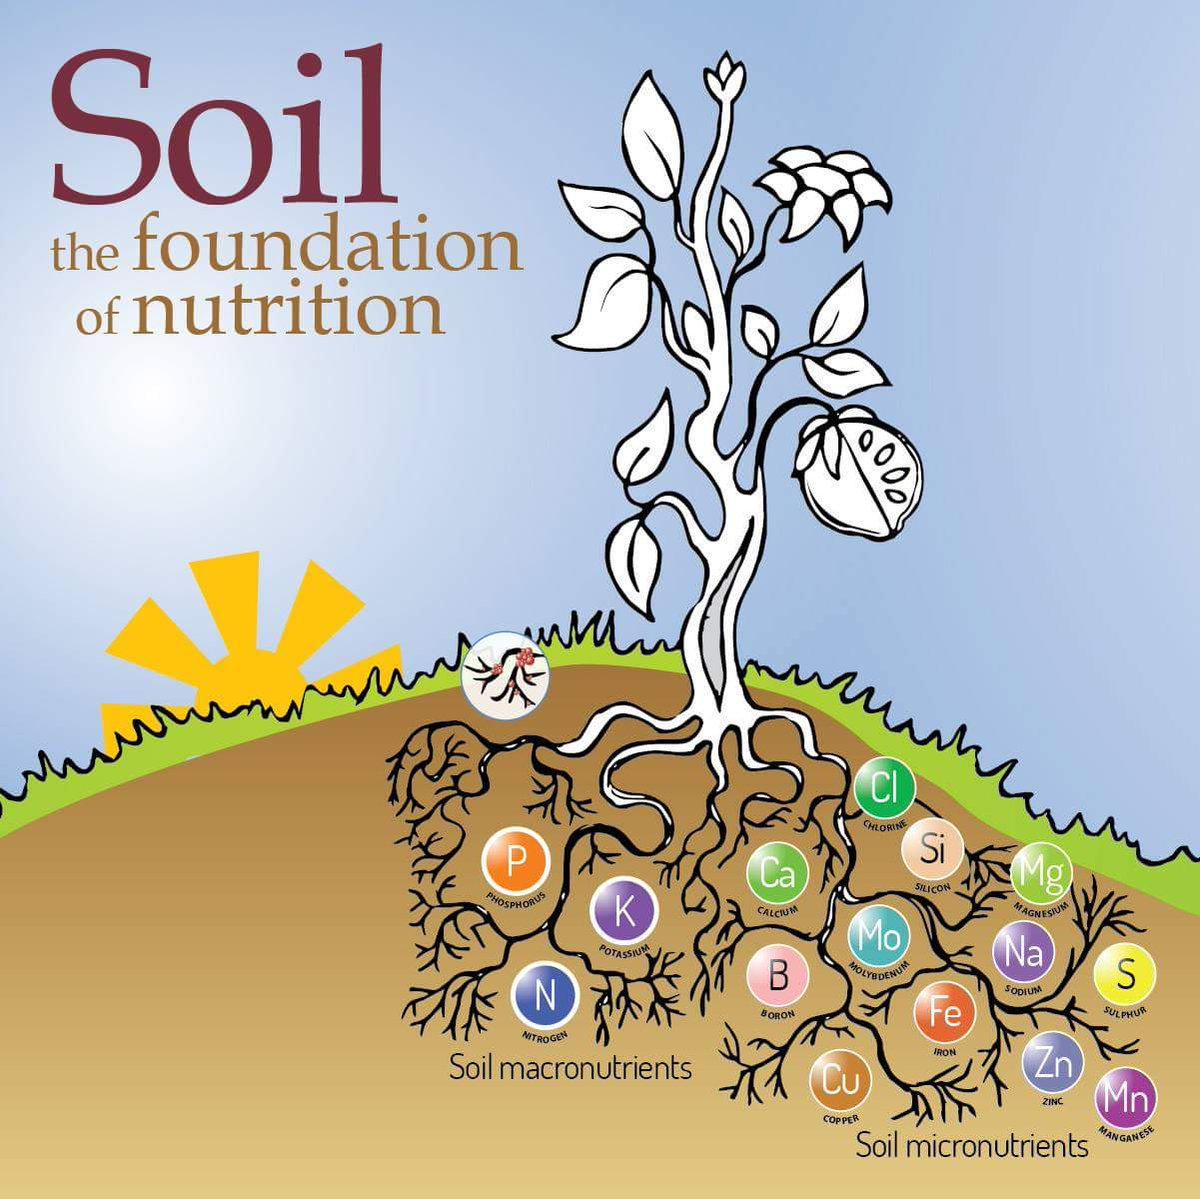 Soil
the foundation
of nutrition
Cl
CHLORINE
Si
SILICON
Mg
MAGNESIUM
P
PHOSPHORUS
K
POTASSIUM
Ca
CALCIUM
Mo
MOLYBDENUM
Na
SODIUM
S
SULPHUR
N
NITROGEN
B
BORON
Fe
IRON
Zn
ZINC
Cu
COPPER
Mn
MANGANESE
Soil macronutrients
Soil micronutrients